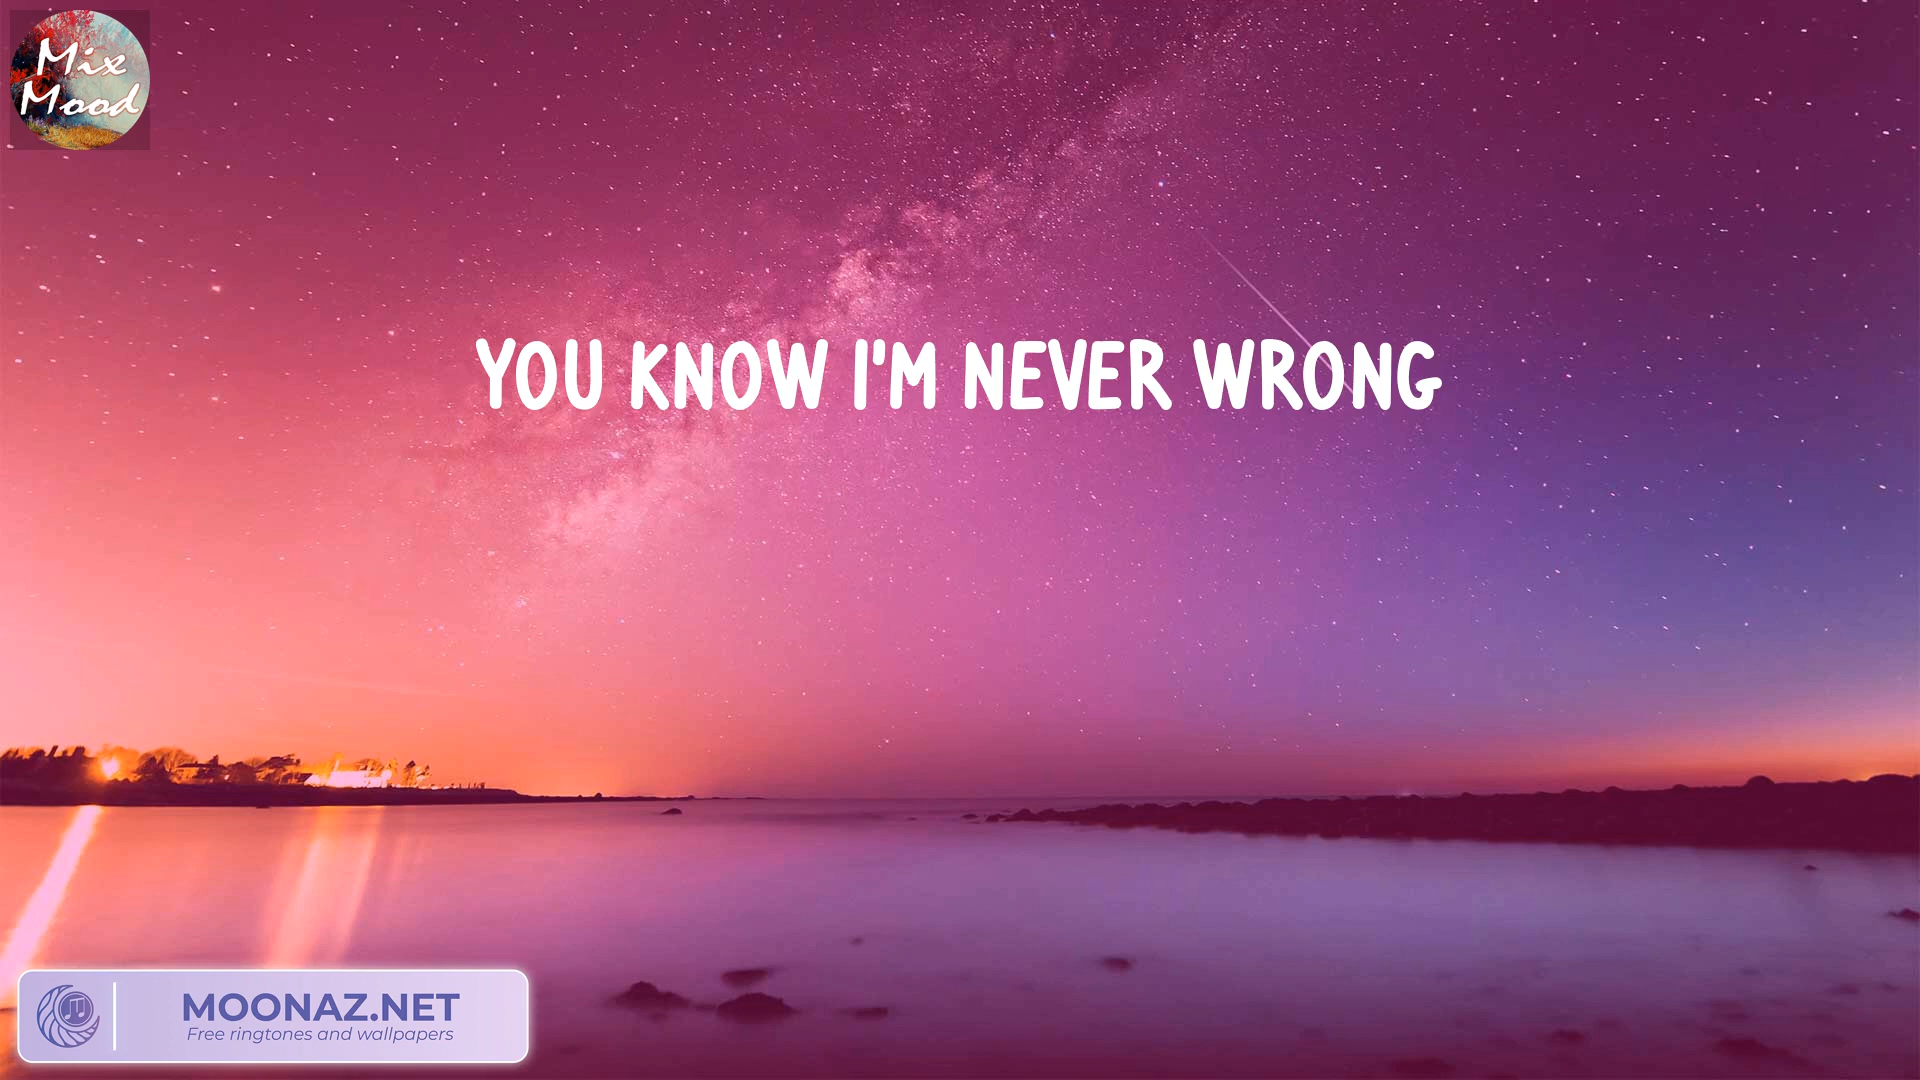 Mix
Mood
YOU KNOW I'M NEVER WRONG
MOONAZ.NET
Free ringtones and wallpapers